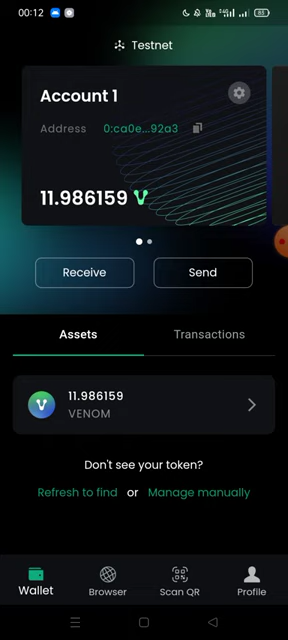 00:12
83
Testnet
Account 1
Address 0:ca0e...92a3
11.986159
Receive Send
Assets Transactions
11.986159
VENOM
Don't see your token?
Refresh to find or Manage manually
Wallet Browser Scan QR Profile